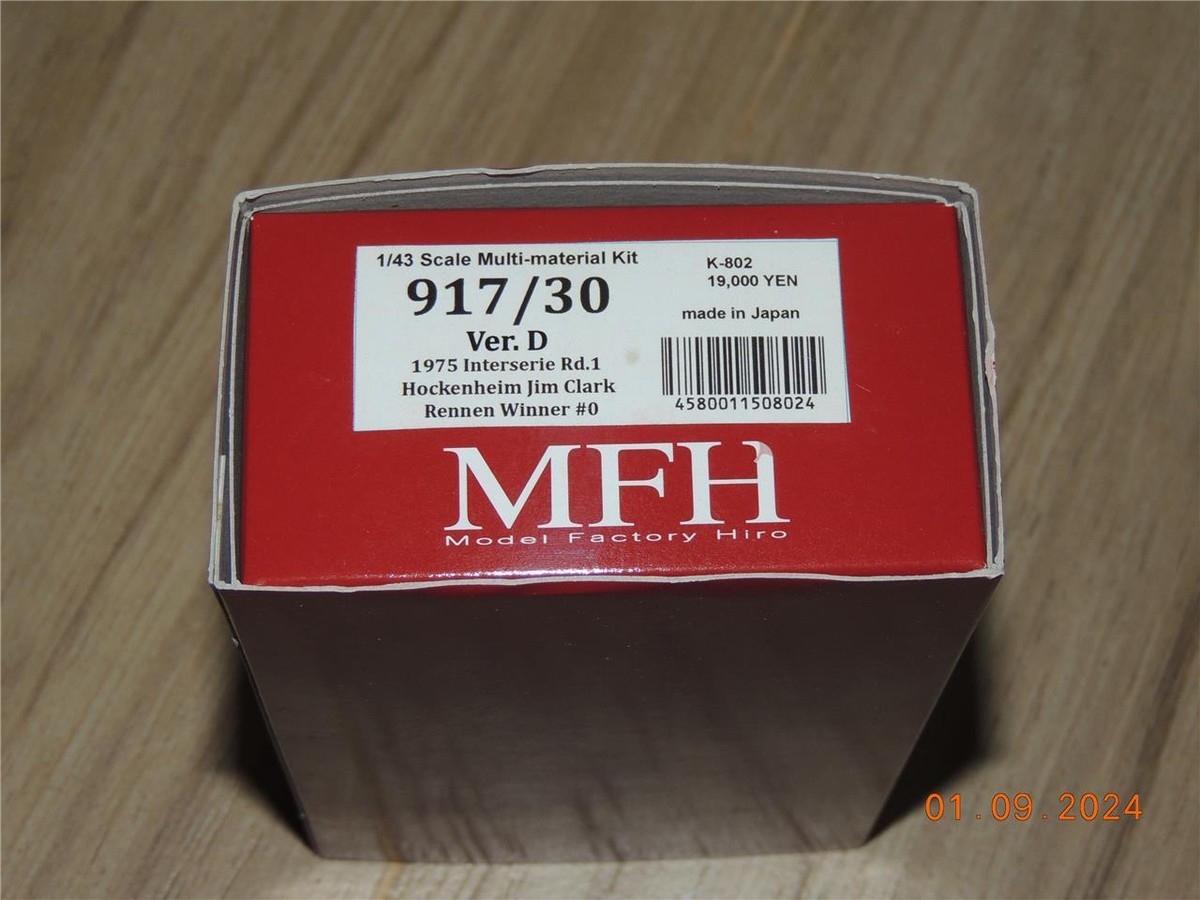 1/43 Scale Multi-material Kit
917/30
Ver. D
1975 Interserie Rd.1
Hockenheim Jim Clark
Rennen Winner #0
K-802
19,000 YEN
made in Japan
4580011508024
MFH
Model Factory Hiro
01.09.2024